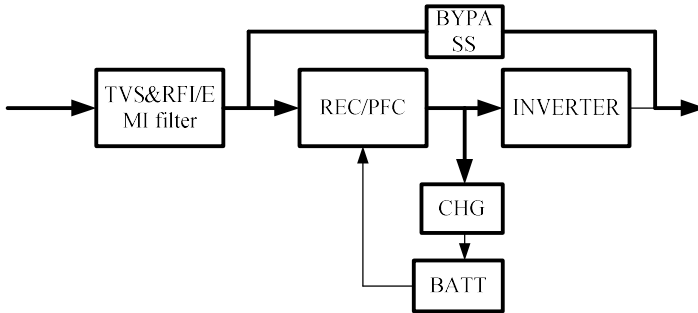 BYPA
SS
TVS&RFI/E
MI filter
REC/PFC
INVERTER
CHG
BATT